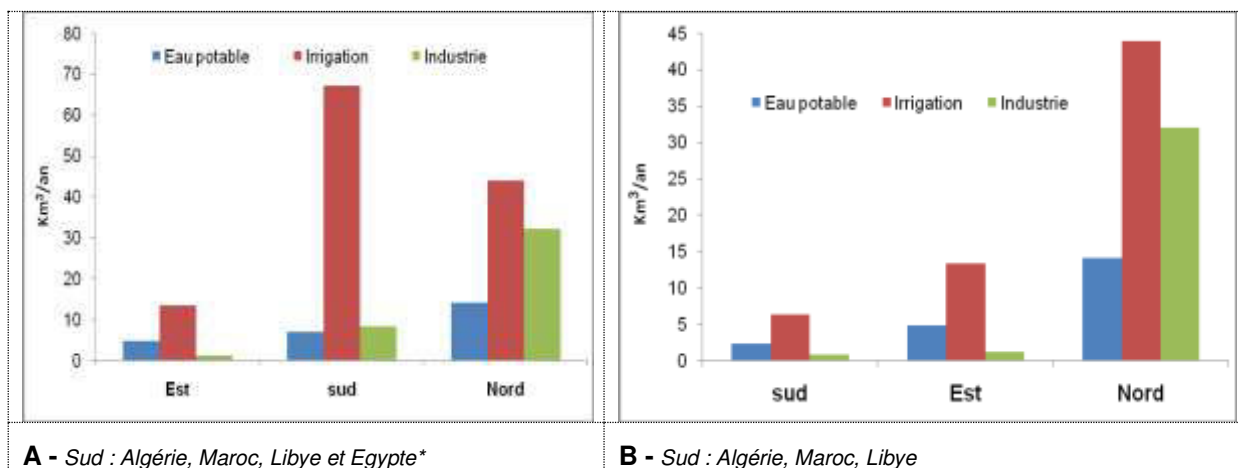 80
70
60
50
40
30
20
10
0
Km³/an
Eau potable Irrigation Industrie
Est sud Nord
A - Sud : Algérie, Maroc, Libye et Egypte*
45
40
35
30
25
20
15
10
5
0
Km³/an
Eau potable Irrigation Industrie
sud Est Nord
B - Sud : Algérie, Maroc, Libye